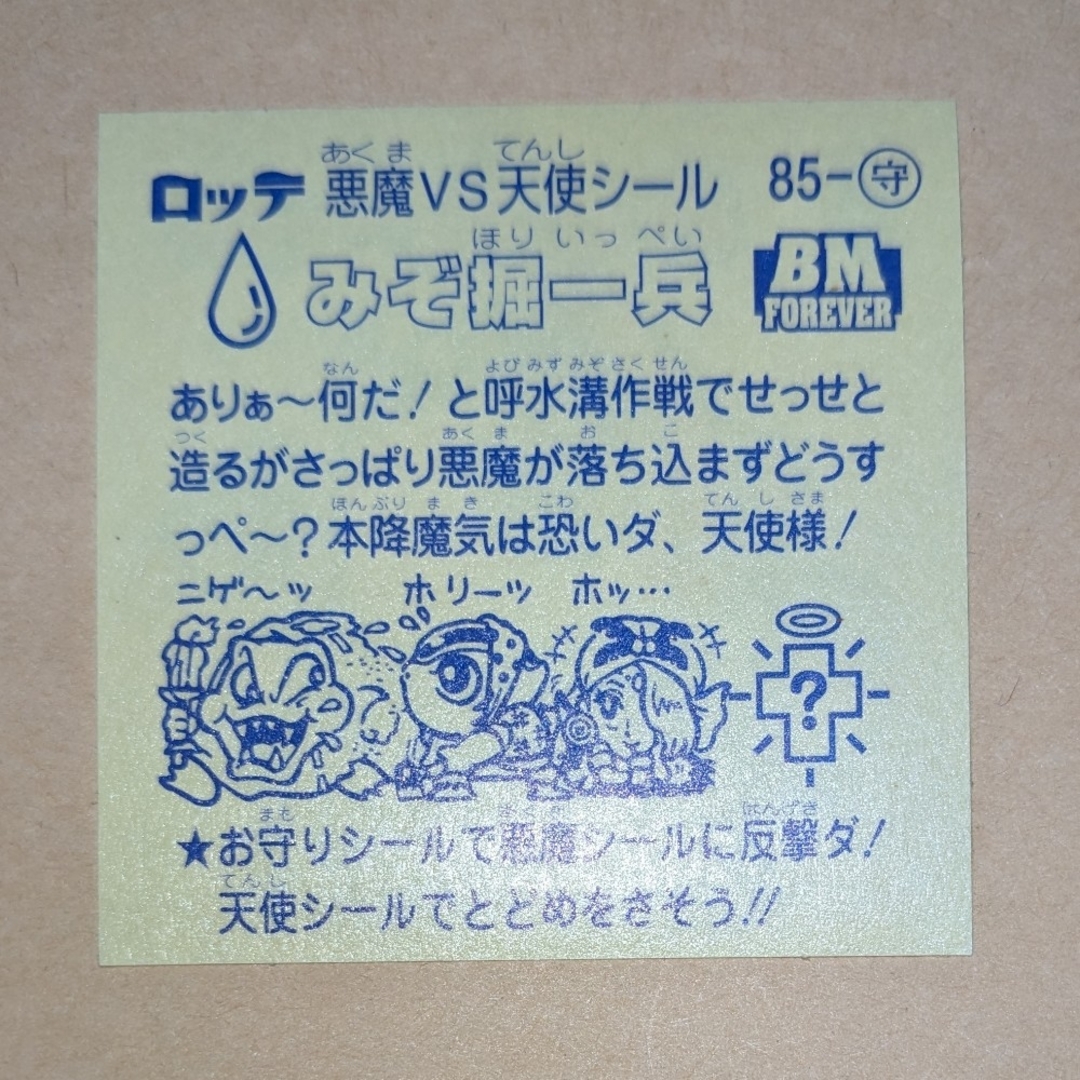 ロッテ 悪魔VS天使シール 85-守
みぞ掘一兵
BM
FOREVER
ありぁ〜何だ!と呼水溝作戦でせっせと
造るがさっぱり悪魔が落ち込まずどうす
っぺ〜?本降魔気は恐いダ、天使様!
ニゲ〜ッ ホリーッ ホッ…
?
★お守りシールで悪魔シールに反撃ダ!
天使シールでとどめをさそう!!